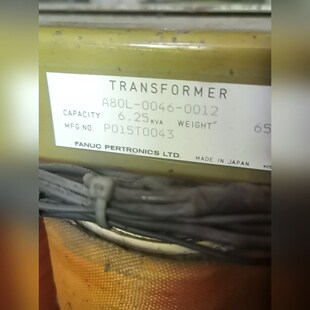 TRANSFORMER
A80L-0046-0012
CAPACITY 6.25 KVA WEIGHT 65
MFG.NO. P015T0043
FANUC PERTRONICS LTD. MADE IN JAPAN